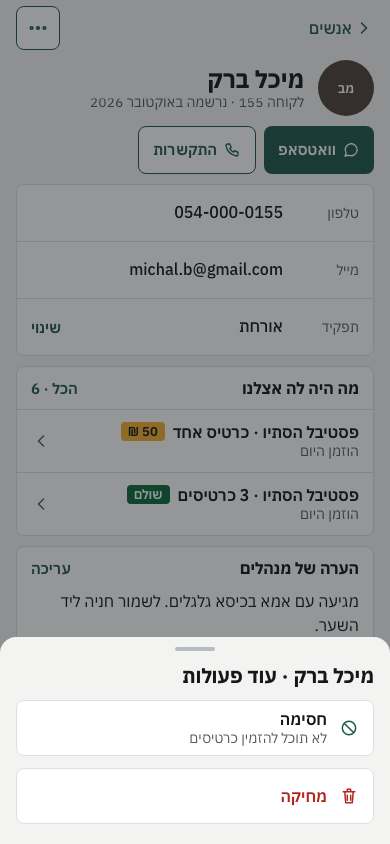 אנשים
מיכל ברק
לקוחה 155 · נרשמה באוקטובר 2026
מב
וואטסאפ
התקשרות
טלפון
054-000-0155
מייל
michal.b@gmail.com
תפקיד
אורחת
שינוי
מה היה לה אצלנו
הכל · 6
פסטיבל הסתיו · כרטיס אחד
50 ₪
הוזמן היום
פסטיבל הסתיו · 3 כרטיסים
שולם
הוזמן היום
הערה של מנהלים
עריכה
מגיעה עם אמא בכיסא גלגלים. לשמור חניה ליד
השער.
מיכל ברק · עוד פעולות
חסימה
לא תוכל להזמין כרטיסים
מחיקה